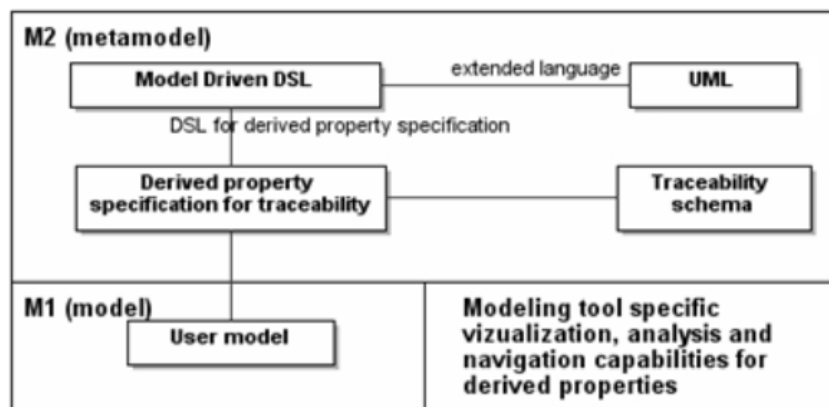 M2 (metamodel)
Model Driven DSL
extended language
UML
DSL for derived property specification
Derived property
specification for traceability
Traceability
schema
M1 (model)
User model
Modeling tool specific
vizualization, analysis and
navigation capabilities for
derived properties